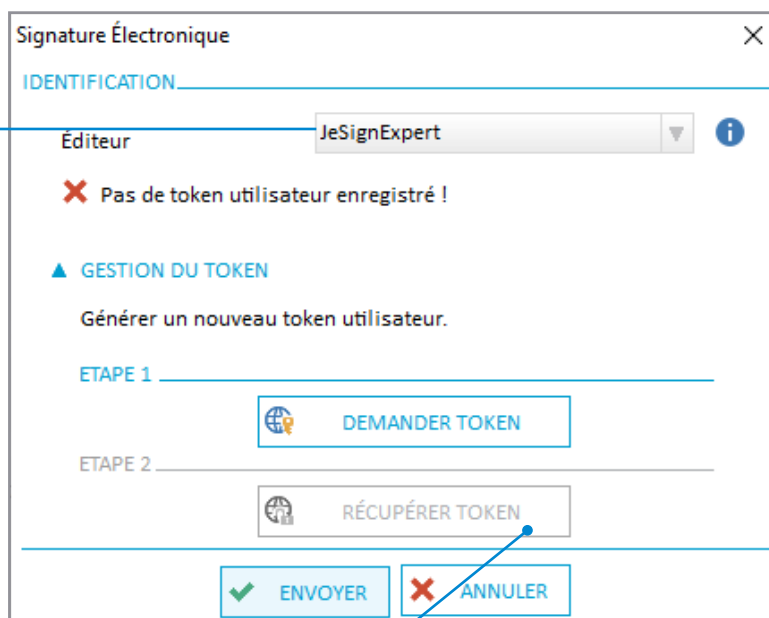 Signature Électronique
IDENTIFICATION
Éditeur
JeSignExpert
Pas de token utilisateur enregistré !
GESTION DU TOKEN
Générer un nouveau token utilisateur.
ETAPE 1
DEMANDER TOKEN
ETAPE 2
RÉCUPÉRER TOKEN
ENVOYER ANNULER